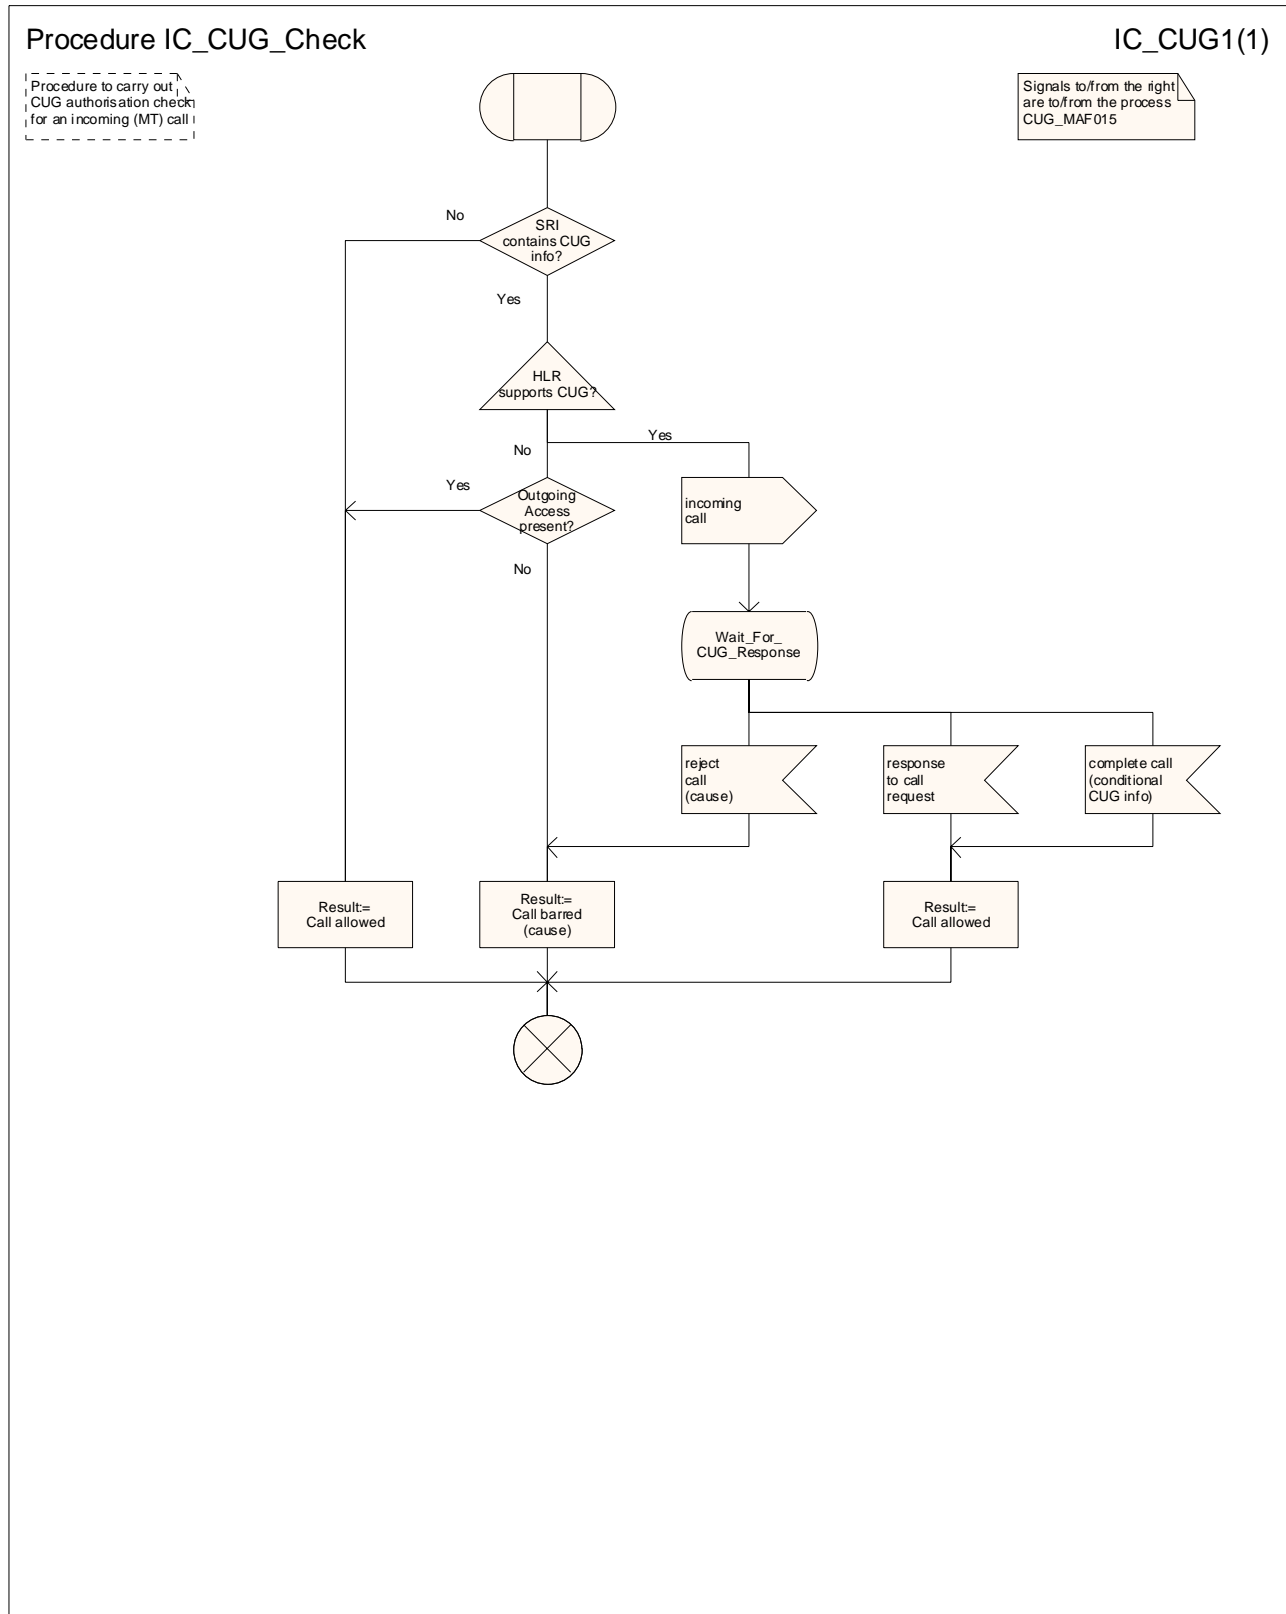 Procedure IC_CUG_Check
IC_CUG1(1)
Procedure to carry out
CUG authorisation check
for an incoming (MT) call
Signals to/from the right
are to/from the process
CUG_MAF015
No
SRI
contains CUG
info?
Yes
HLR
supports CUG?
Yes
No
Yes
Outgoing
Access
present?
incoming
call
No
Wait_For_
CUG_Response
reject
call
(cause)
response
to call
request
complete call
(conditional
CUG info)
Result:=
Call allowed
Result:=
Call barred
(cause)
Result:=
Call allowed